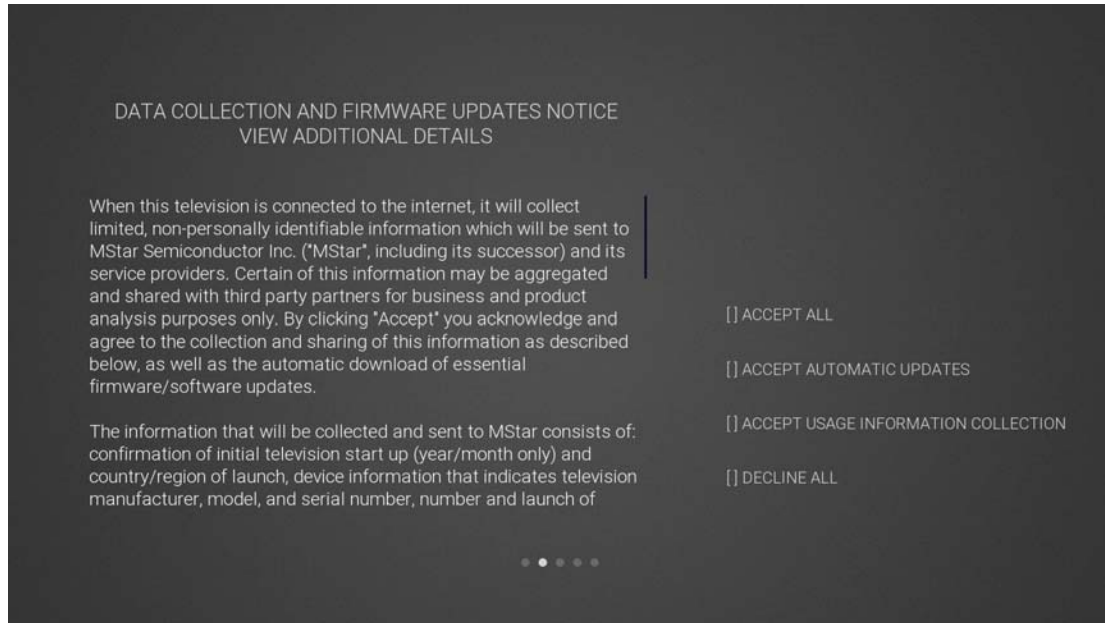 DATA COLLECTION AND FIRMWARE UPDATES NOTICE
VIEW ADDITIONAL DETAILS
When this television is connected to the internet, it will collect
limited, non-personally identifiable information which will be sent to
MStar Semiconductor Inc. ("MStar", including its successor) and its
service providers. Certain of this information may be aggregated
and shared with third party partners for business and product
analysis purposes only. By clicking "Accept" you acknowledge and
agree to the collection and sharing of this information as described
below, as well as the automatic download of essential
firmware/software updates.
The information that will be collected and sent to MStar consists of:
confirmation of initial television start up (year/month only) and
country/region of launch, device information that indicates television
manufacturer, model, and serial number, number and launch of
[ ] ACCEPT ALL
[ ] ACCEPT AUTOMATIC UPDATES
[ ] ACCEPT USAGE INFORMATION COLLECTION
[ ] DECLINE ALL